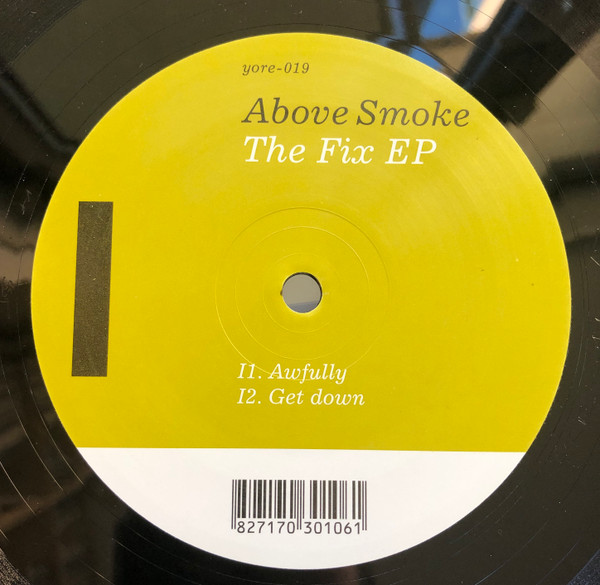 yore-019
Above Smoke
The Fix EP
I1. Awfully
I2. Get down
827170 301061